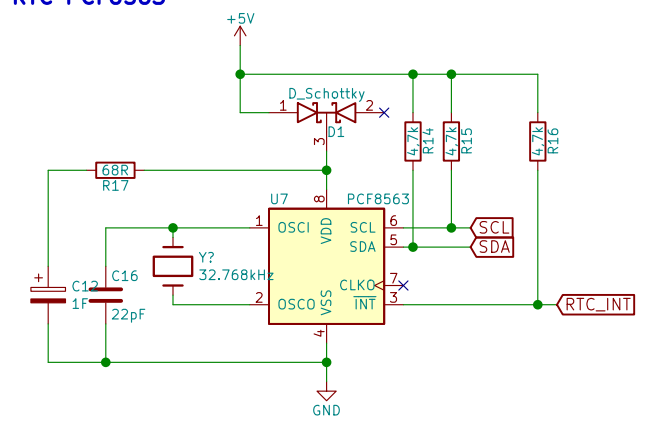 RTC PCF8563
+5V
D_Schottky
1
2
D1
3
4,7k
R14
4,7k
R15
4,7k
R16
68R
R17
U7
PCF8563
8
1
OSCI
VDD
SCL
6
SCL
SDA
5
SDA
Y?
32.768kHz
CLKO
7
2
OSCO
VSS
INT
3
RTC_INT
4
+
C12
1F
C16
22pF
GND